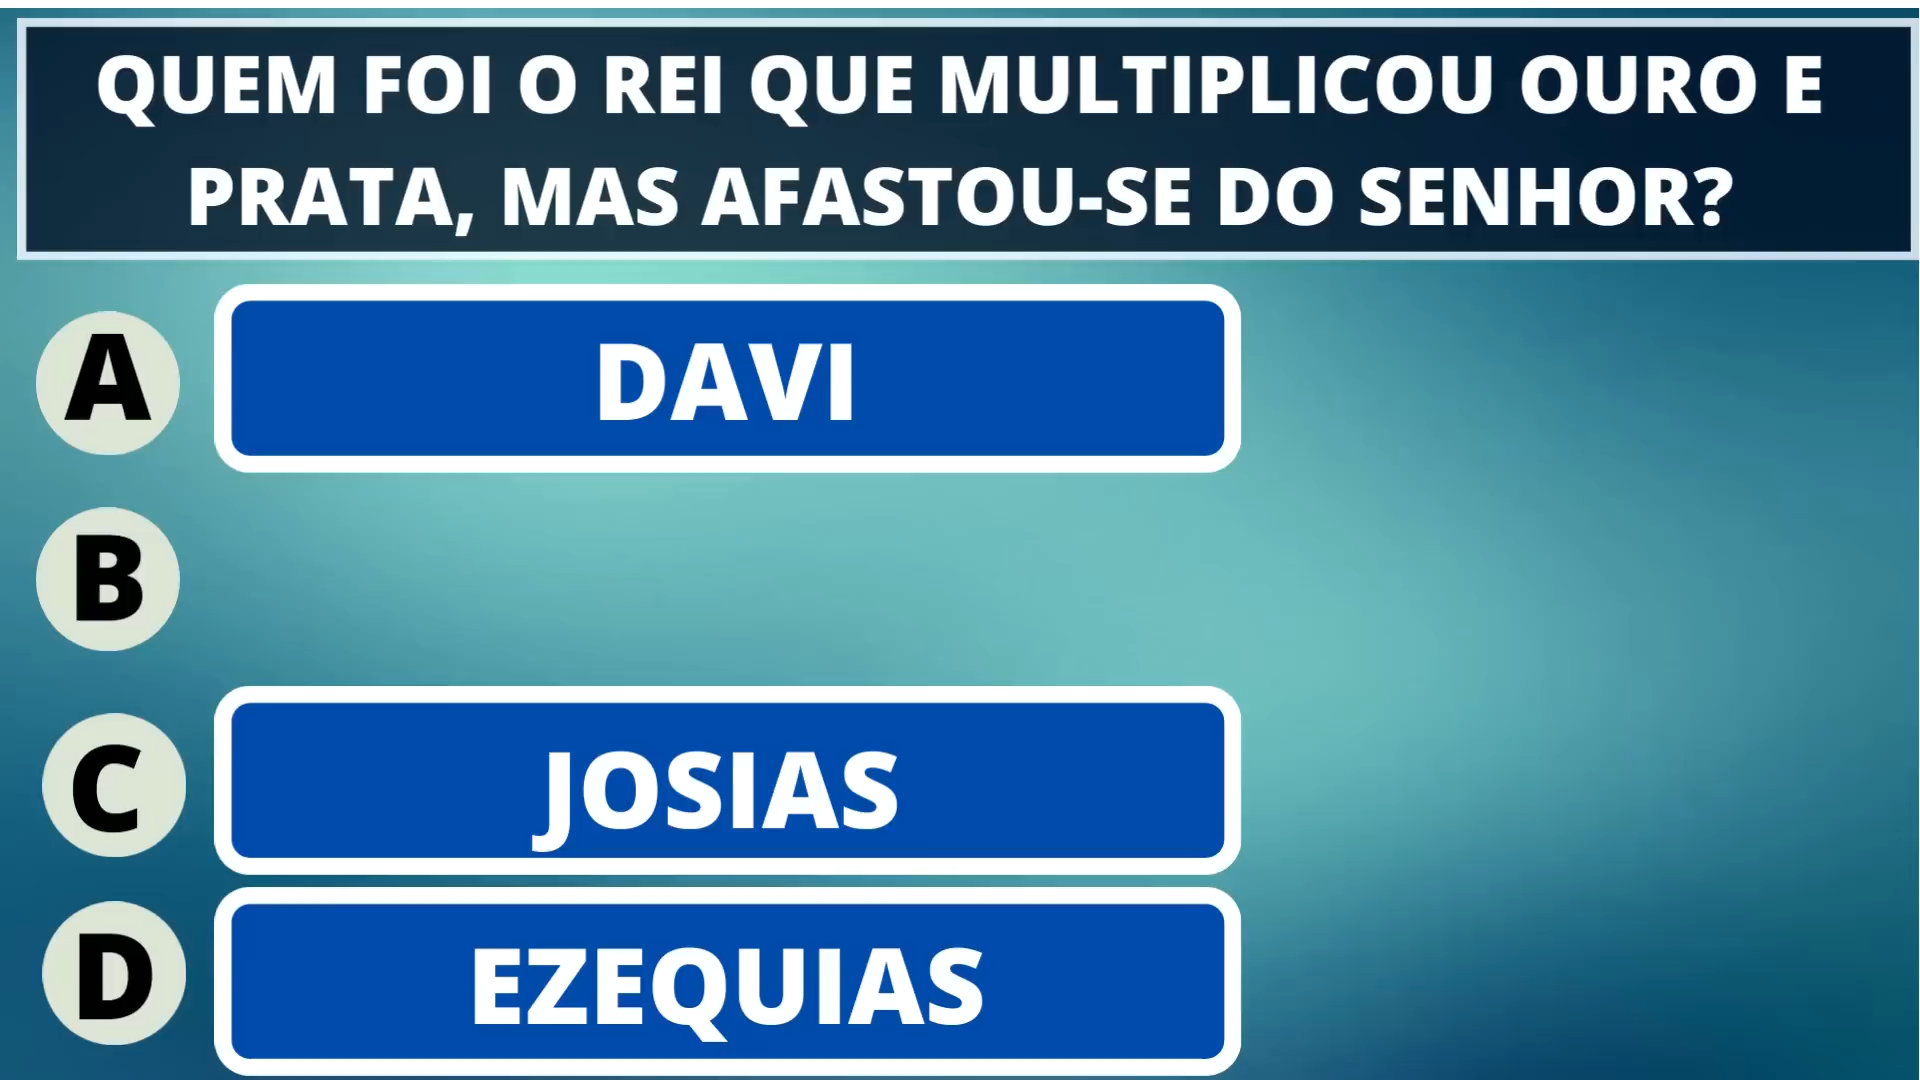 QUEM FOI O REI QUE MULTIPLICOU OURO E
PRATA, MAS AFASTOU-SE DO SENHOR?
A
DAVI
B
C
JOSIAS
D
EZEQUIAS